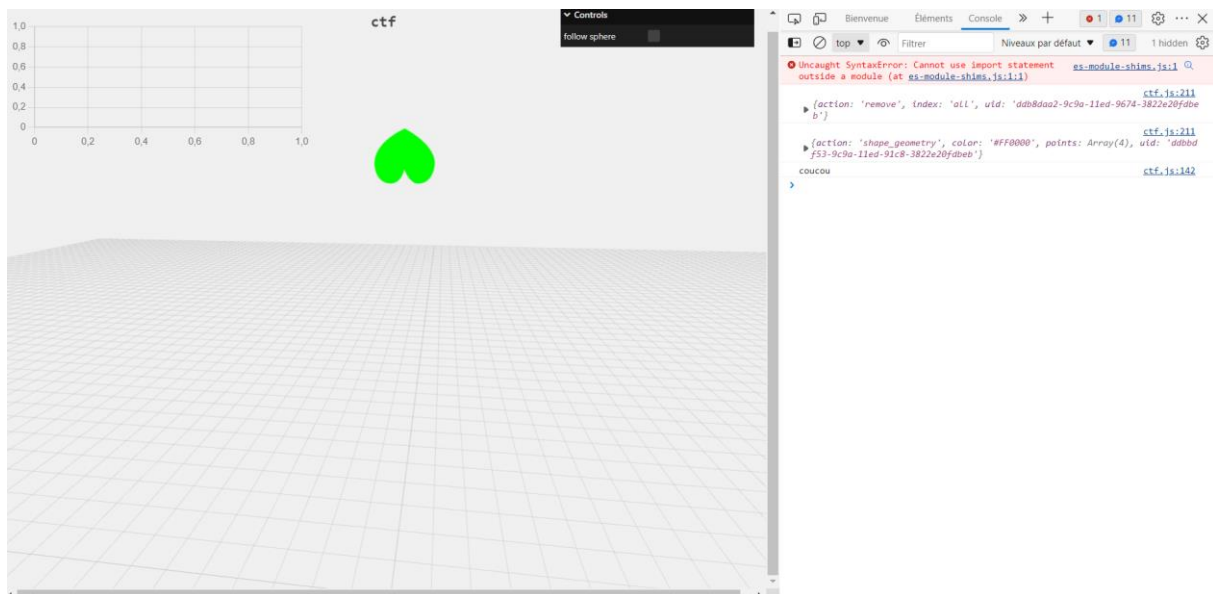 ctf
1,0
0,8
0,6
0,4
0,2
0
0 0,2 0,4 0,6 0,8 1,0
Controls
follow sphere
Bienvenue Éléments Console 1 11
top Filtrer Niveaux par défaut 11 1 hidden
Uncaught SyntaxError: Cannot use import statement es-module-shims.js:1
outside a module (at es-module-shims.js:1:1)
ctf.js:211
{action: 'remove', index: 'all', uid: 'ddb8daa2-9c9a-11ed-9674-3822e20fdbe
b'}
ctf.js:211
{action: 'shape_geometry', color: '#FF0000', points: Array(4), uid: 'ddbbd
f53-9c9a-11ed-91c8-3822e20fdbeb'}
coucou ctf.js:142